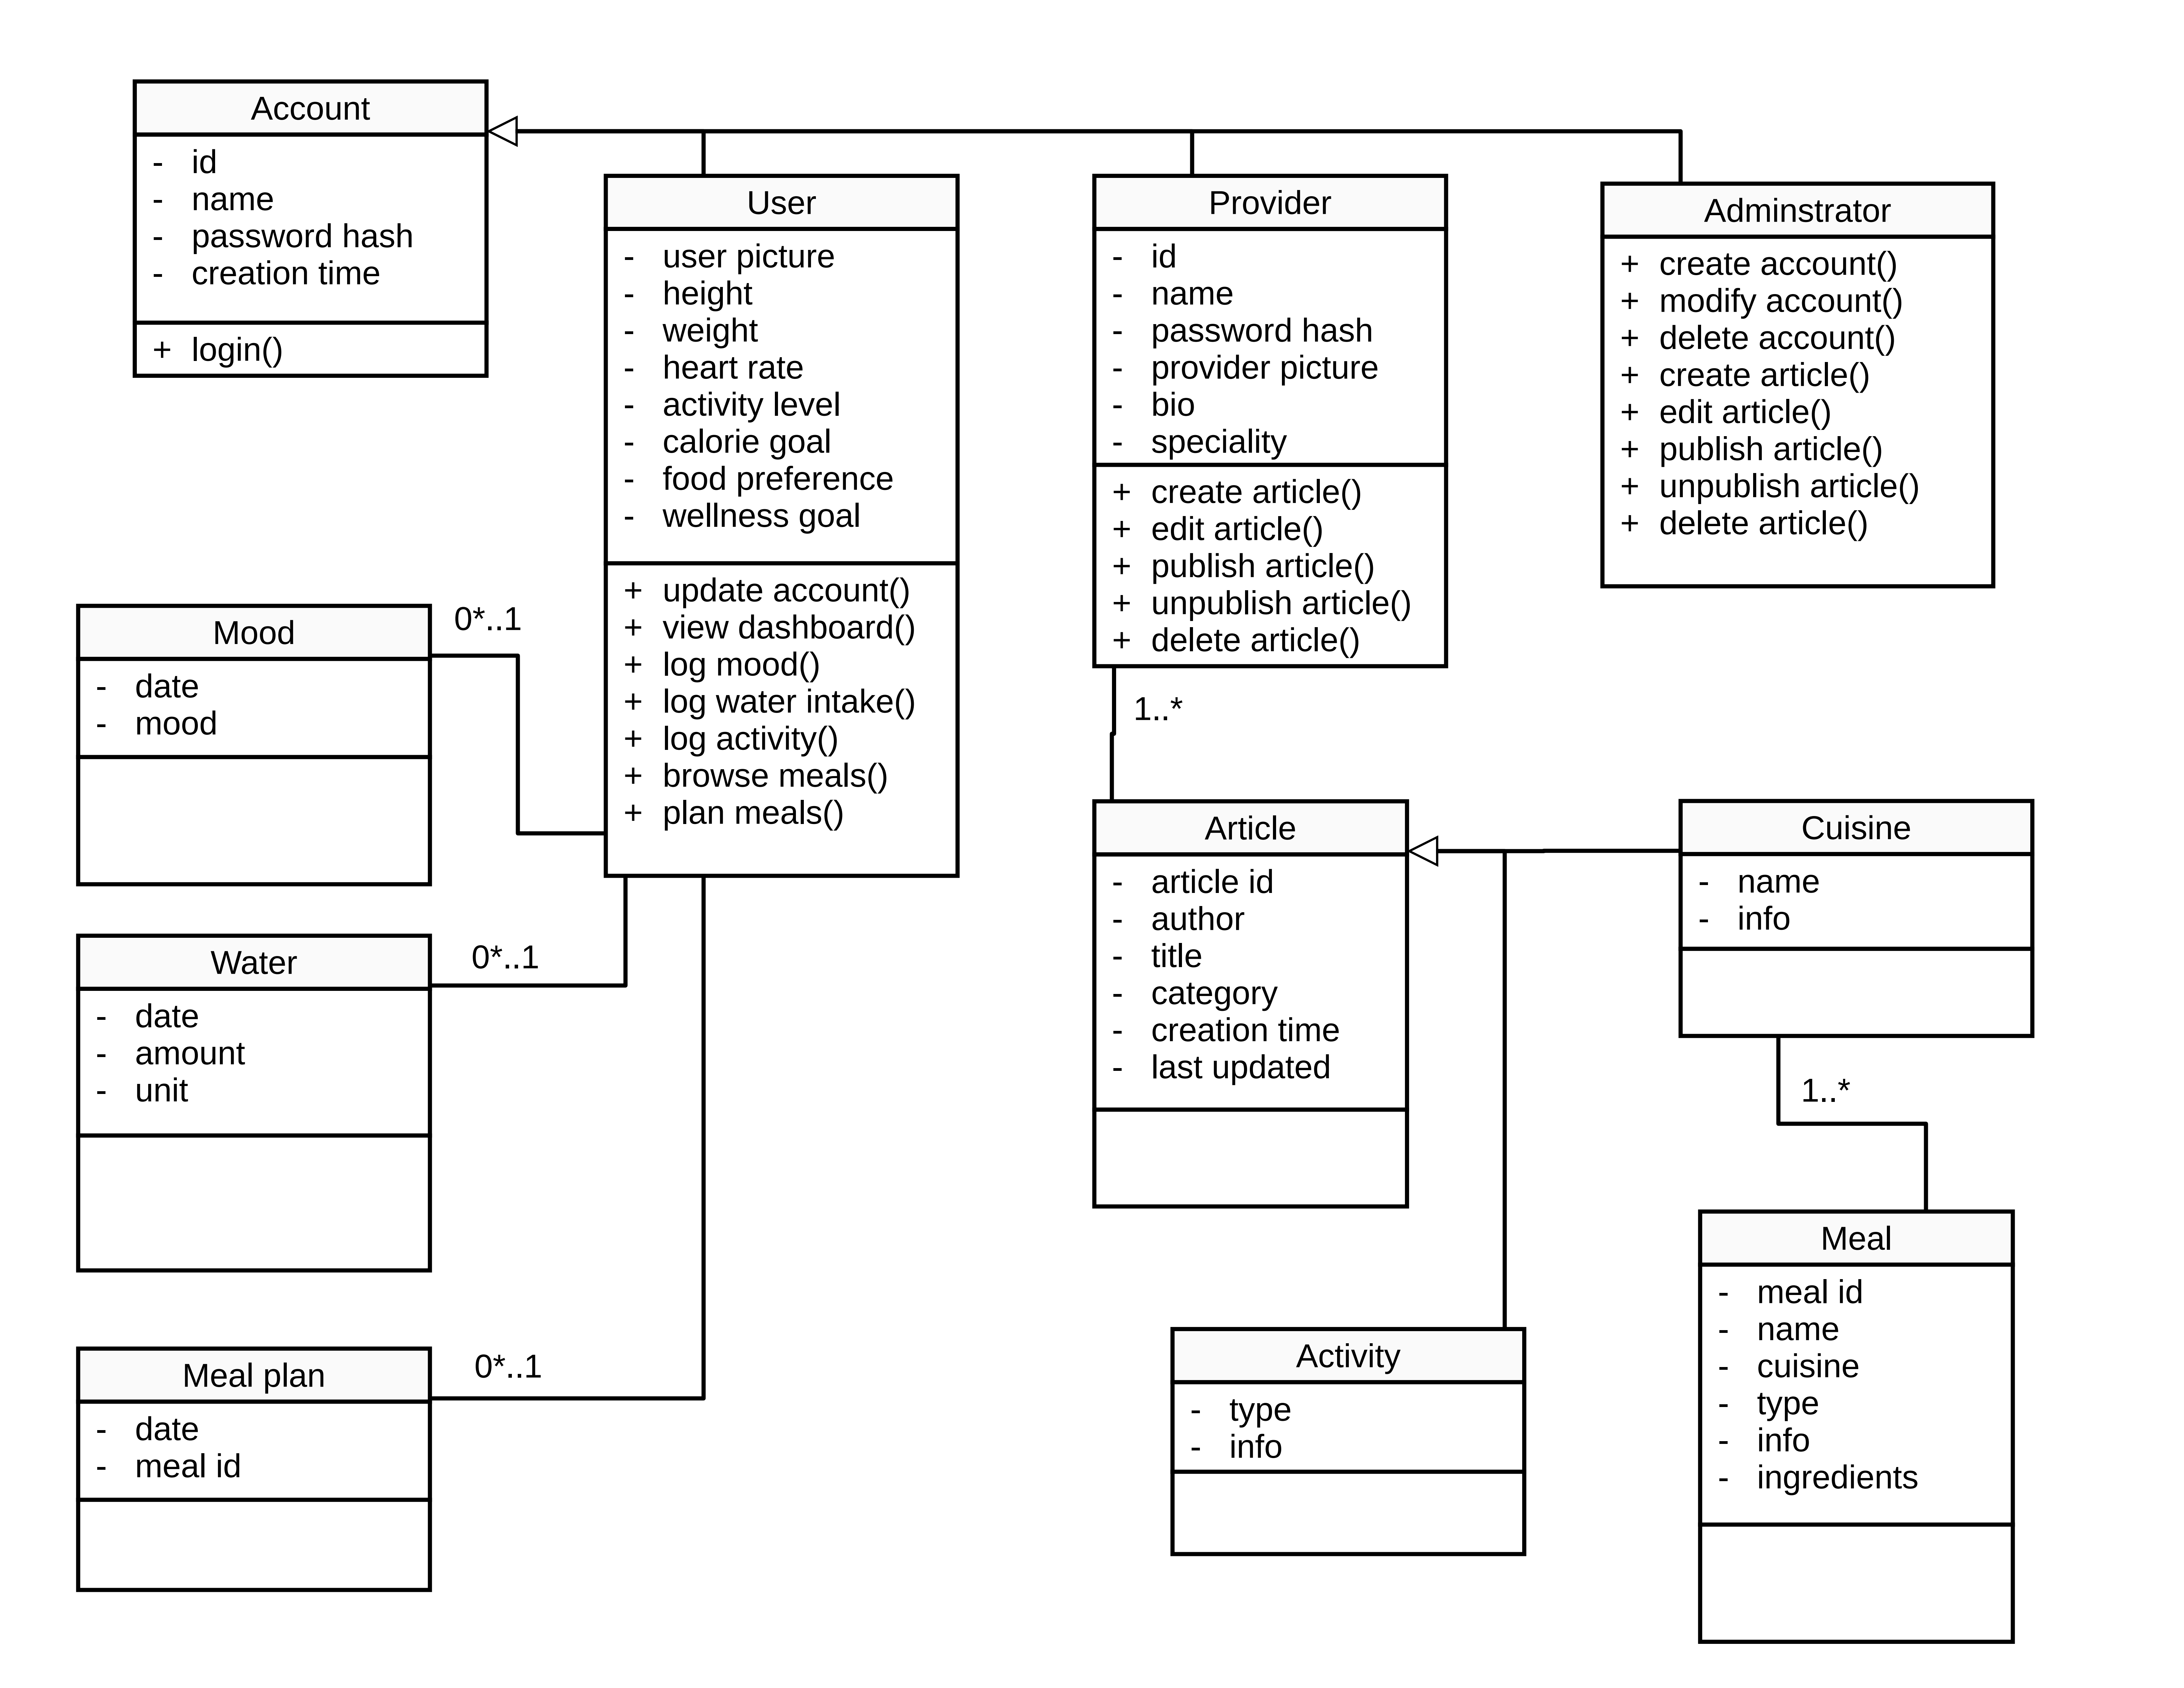 Account
- id
- name
- password hash
- creation time
+ login()
User
- user picture
- height
- weight
- heart rate
- activity level
- calorie goal
- food preference
- wellness goal
+ update account()
+ view dashboard()
+ log mood()
+ log water intake()
+ log activity()
+ browse meals()
+ plan meals()
Provider
- id
- name
- password hash
- provider picture
- bio
- speciality
+ create article()
+ edit article()
+ publish article()
+ unpublish article()
+ delete article()
Adminstrator
+ create account()
+ modify account()
+ delete account()
+ create article()
+ edit article()
+ publish article()
+ unpublish article()
+ delete article()
Mood
- date
- mood
0*..1
Water
- date
- amount
- unit
0*..1
Meal plan
- date
- meal id
0*..1
1..*
Article
- article id
- author
- title
- category
- creation time
- last updated
Cuisine
- name
- info
1..*
Activity
- type
- info
Meal
- meal id
- name
- cuisine
- type
- info
- ingredients